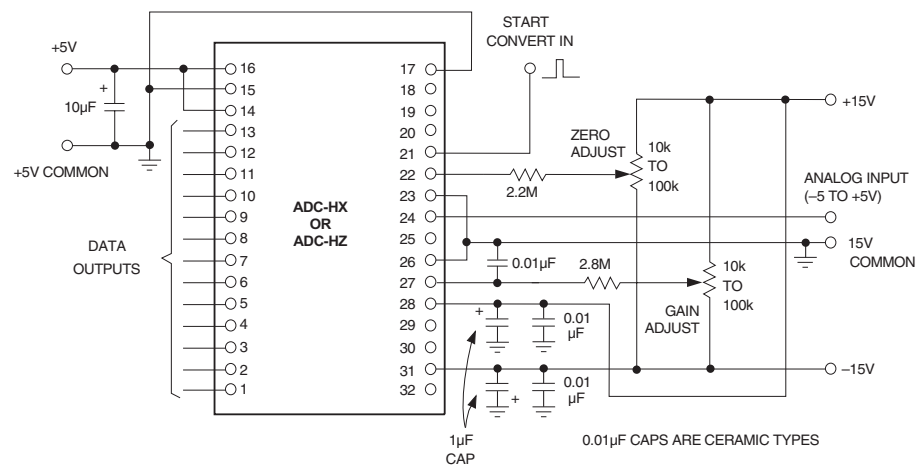 START
CONVERT IN
+5V
+
10µF
+5V COMMON
DATA
OUTPUTS
16
15
14
13
12
11
10
9
8
7
6
5
4
3
2
1
ADC-HX
OR
ADC-HZ
17
18
19
20
21
22
23
24
25
26
27
28
29
30
31
32
2.2M
ZERO
ADJUST
10k
TO
100k
+15V
ANALOG INPUT
(–5 TO +5V)
15V
COMMON
0.01µF
2.8M
10k
TO
100k
GAIN
ADJUST
+
0.01
µF
–15V
+
0.01
µF
1µF
CAP
0.01µF CAPS ARE CERAMIC TYPES